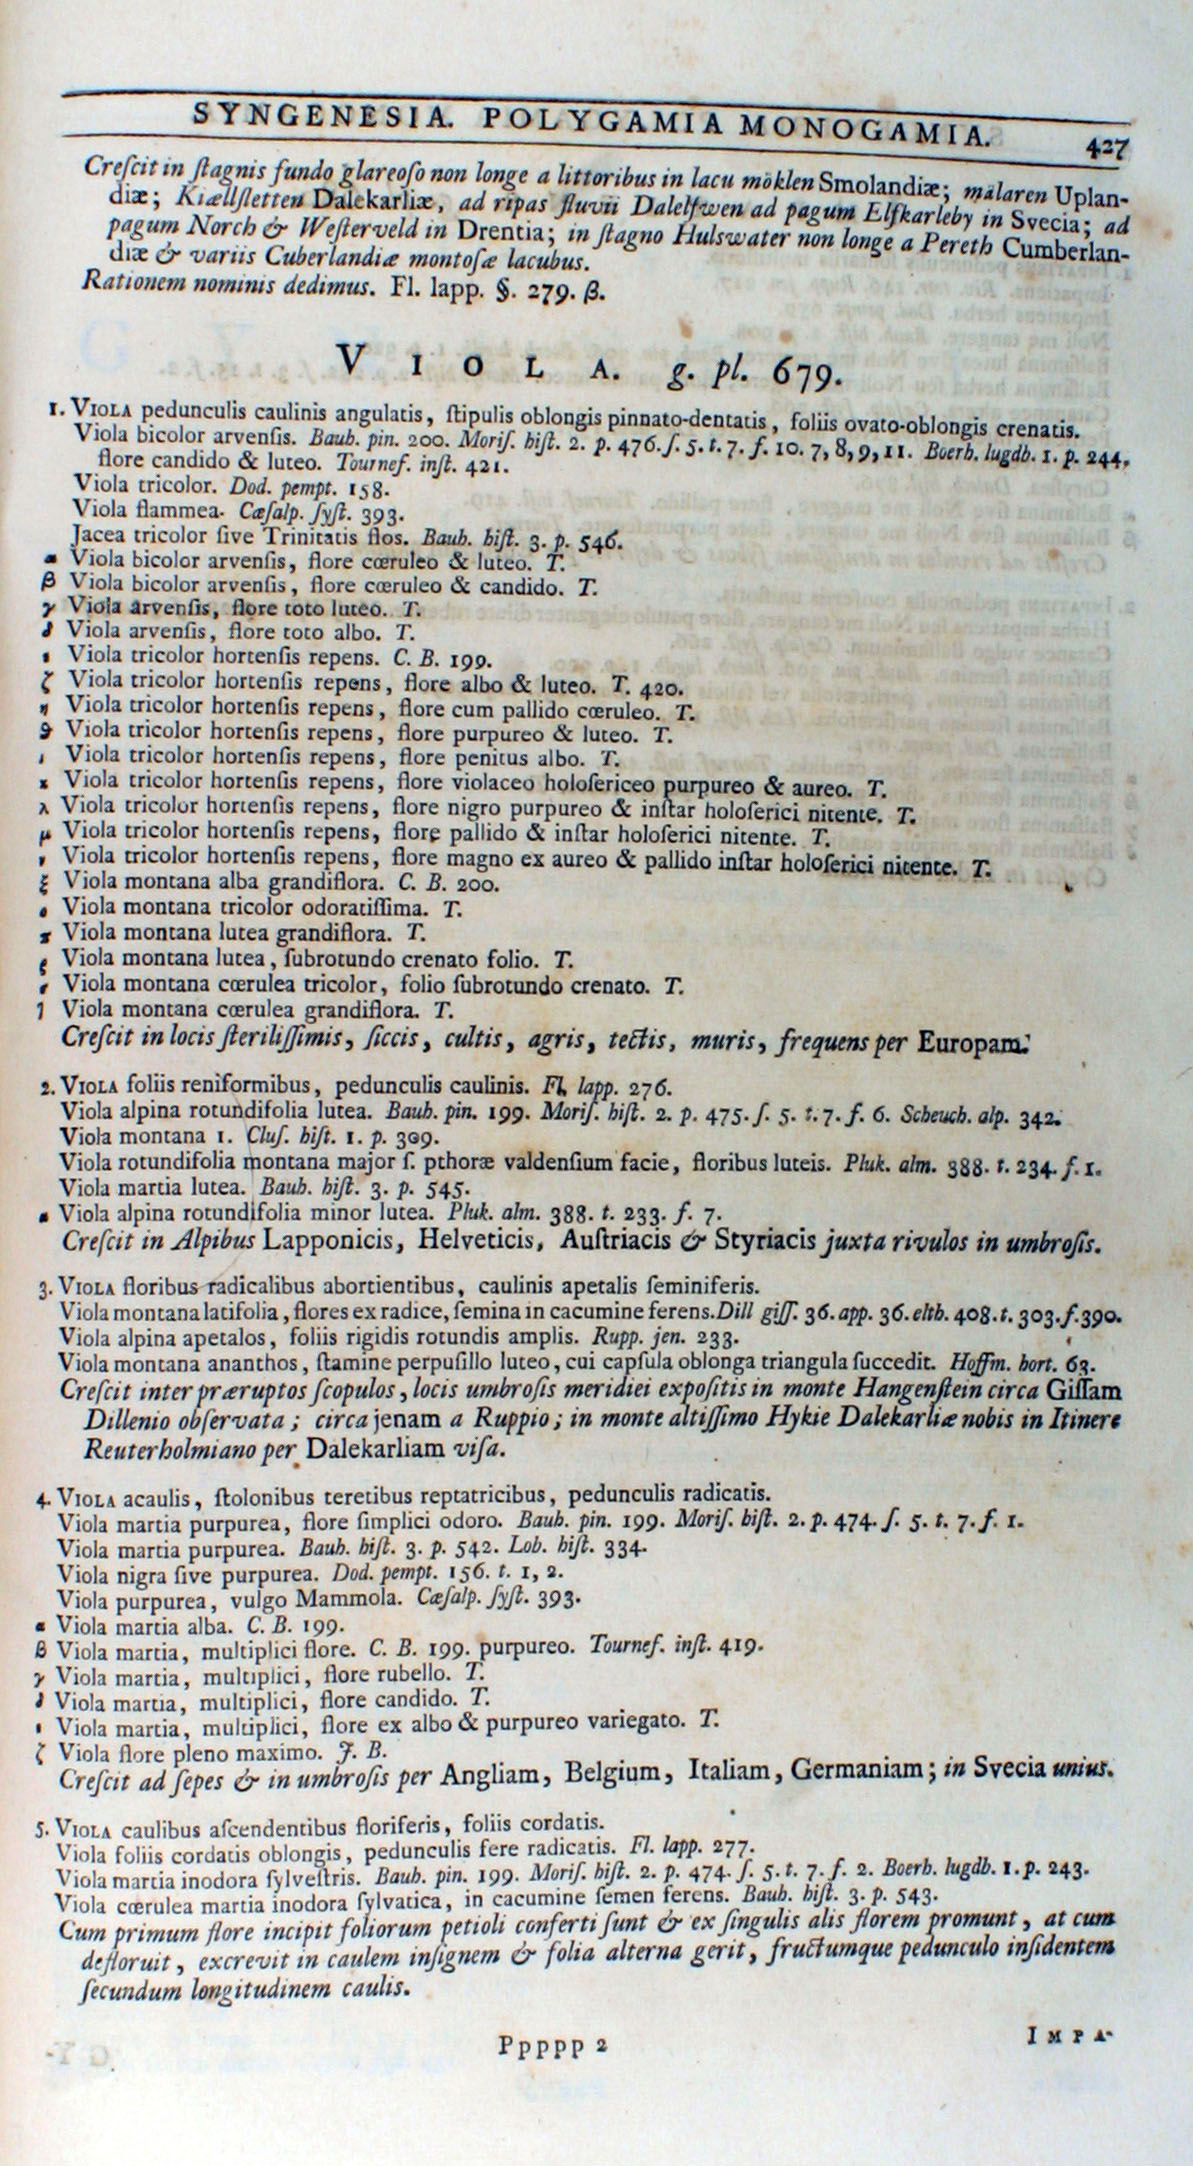 SYNGENESIA. POLYGAMIA MONOGAMIA. 427
Creſcit in ſtagnis fundo glareoſo non longe a littoribus in lacu möklen Smolandiæ; mälaren Uplan-
diæ; Kiællſletten Dalekarliæ, ad ripas fluvii Dalelfwen ad pagum Elfkarleby in Svecia; ad
pagum Norch & Weſterveld in Drentia; in ſtagno Hulswater non longe a Pereth Cumberlan-
diæ & variis Cuberlandiæ montoſæ lacubus.
Rationem nominis dedimus. Fl. lapp. §. 279. β.
VIOLA. g. pl. 679.
1. VIOLA pedunculis caulinis angulatis, ſtipulis oblongis pinnato-dentatis, foliis ovato-oblongis crenatis.
Viola bicolor arvenſis. Bauh. pin. 200. Moriſ. hiſt. 2. p. 476. ſ. 5. t. 7. f. 10. 7, 8, 9, 11. Boerh. lugdb. 1. p. 244.
flore candido & luteo. Tournef. inſt. 421.
Viola tricolor. Dod. pempt. 158.
Viola flammea. Cæſalp. ſyſt. 393.
Jacea tricolor ſive Trinitatis flos. Bauh. hiſt. 3. p. 546.
α Viola bicolor arvenſis, flore cœruleo & luteo. T.
β Viola bicolor arvenſis, flore cœruleo & candido. T.
γ Viola arvenſis, flore toto luteo. T.
δ Viola arvenſis, flore toto albo. T.
ε Viola tricolor hortenſis repens. C. B. 199.
ζ Viola tricolor hortenſis repens, flore albo & luteo. T. 420.
η Viola tricolor hortenſis repens, flore cum pallido cœruleo. T.
θ Viola tricolor hortenſis repens, flore purpureo & luteo. T.
ι Viola tricolor hortenſis repens, flore penitus albo. T.
κ Viola tricolor hortenſis repens, flore violaceo holoſericeo purpureo & aureo. T.
λ Viola tricolor hortenſis repens, flore nigro purpureo & inſtar holoſerici nitente. T.
μ Viola tricolor hortenſis repens, flore pallido & inſtar holoſerici nitente. T.
ν Viola tricolor hortenſis repens, flore magno ex aureo & pallido inſtar holoſerici nitente. T.
ξ Viola montana alba grandiflora. C. B. 200.
ο Viola montana tricolor odoratiſſima. T.
π Viola montana lutea grandiflora. T.
ρ Viola montana lutea, ſubrotundo crenato folio. T.
σ Viola montana cœrulea tricolor, folio ſubrotundo crenato. T.
τ Viola montana cœrulea grandiflora. T.
Creſcit in locis ſteriliſſimis, ſiccis, cultis, agris, tectis, muris, frequens per Europam.
2. VIOLA foliis reniformibus, pedunculis caulinis. Fl. lapp. 276.
Viola alpina rotundifolia lutea. Bauh. pin. 199. Moriſ. hiſt. 2. p. 475. ſ. 5. t. 7. f. 6. Scheuch. alp. 342.
Viola montana 1. Cluſ. hiſt. 1. p. 309.
Viola rotundifolia montana major ſ. pthoræ valdenſium facie, floribus luteis. Pluk. alm. 388. t. 234. f. 1.
Viola martia lutea. Bauh. hiſt. 3. p. 545.
α Viola alpina rotundifolia minor lutea. Pluk. alm. 388. t. 233. f. 7.
Creſcit in Alpibus Lapponicis, Helveticis, Auſtriacis & Styriacis juxta rivulos in umbroſis.
3. VIOLA floribus radicalibus abortientibus, caulinis apetalis ſeminiferis.
Viola montana latifolia, flores ex radice, ſemina in cacumine ferens. Dill giſſ. 36. app. 36. elth. 408. t. 303. f. 390.
Viola alpina apetalos, foliis rigidis rotundis amplis. Rupp. jen. 233.
Viola montana ananthos, ſtamine perpuſillo luteo, cui capſula oblonga triangula ſuccedit. Hoffm. hort. 63.
Creſcit inter præruptos ſcopulos, locis umbroſis meridiei expoſitis in monte Hangenſtein circa Giſſam
Dillenio obſervata; circa jenam a Ruppio; in monte altiſſimo Hykie Dalekarliæ nobis in Itinere
Reuterholmiano per Dalekarliam viſa.
4. VIOLA acaulis, ſtolonibus teretibus reptatricibus, pedunculis radicatis.
Viola martia purpurea, flore ſimplici odoro. Bauh. pin. 199. Moriſ. hiſt. 2. p. 474. ſ. 5. t. 7. f. 1.
Viola martia purpurea. Bauh. hiſt. 3. p. 542. Lob. hiſt. 334.
Viola nigra ſive purpurea. Dod. pempt. 156. t. 1, 2.
Viola purpurea, vulgo Mammola. Cæſalp. ſyſt. 393.
α Viola martia alba. C. B. 199.
β Viola martia, multiplici flore. C. B. 199. purpureo. Tournef. inſt. 419.
γ Viola martia, multiplici, flore rubello. T.
δ Viola martia, multiplici, flore candido. T.
ε Viola martia, multiplici, flore ex albo & purpureo variegato. T.
ζ Viola flore pleno maximo. J. B.
Creſcit ad ſepes & in umbroſis per Angliam, Belgium, Italiam, Germaniam; in Svecia unius.
5. VIOLA caulibus aſcendentibus floriferis, foliis cordatis.
Viola foliis cordatis oblongis, pedunculis fere radicatis. Fl. lapp. 277.
Viola martia inodora ſylveſtris. Bauh. pin. 199. Moriſ. hiſt. 2. p. 474. ſ. 5. t. 7. f. 2. Boerh. lugdb. 1. p. 243.
Viola cœrulea martia inodora ſylvatica, in cacumine ſemen ferens. Bauh. hiſt. 3. p. 543.
Cum primum flore incipit foliorum petioli conferti ſunt & ex ſingulis alis florem promunt, at cum
defloruit, excrevit in caulem inſignem & folia alterna gerit, fructumque pedunculo inſidentem
ſecundum longitudinem caulis.
Ppppp 2 IMPA-